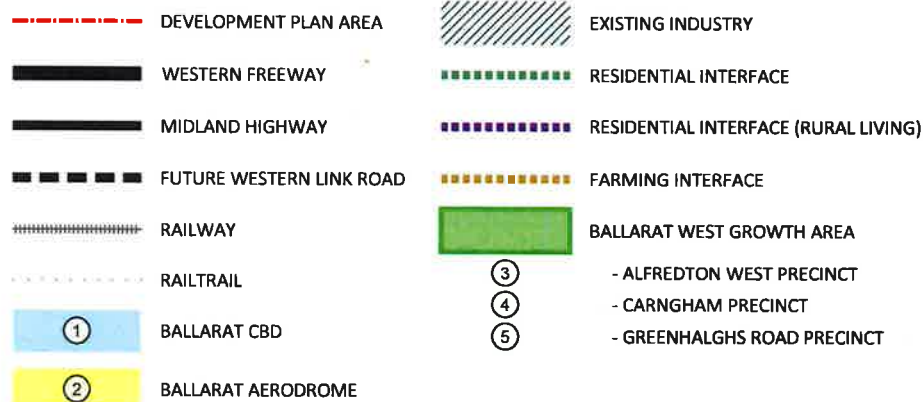 DEVELOPMENT PLAN AREA
WESTERN FREEWAY
MIDLAND HIGHWAY
FUTURE WESTERN LINK ROAD
RAILWAY
RAILTRAIL
1 BALLARAT CBD
2 BALLARAT AERODROME
EXISTING INDUSTRY
RESIDENTIAL INTERFACE
RESIDENTIAL INTERFACE (RURAL LIVING)
FARMING INTERFACE
BALLARAT WEST GROWTH AREA
3 - ALFREDTON WEST PRECINCT
4 - CARNGHAM PRECINCT
5 - GREENHALGHS ROAD PRECINCT